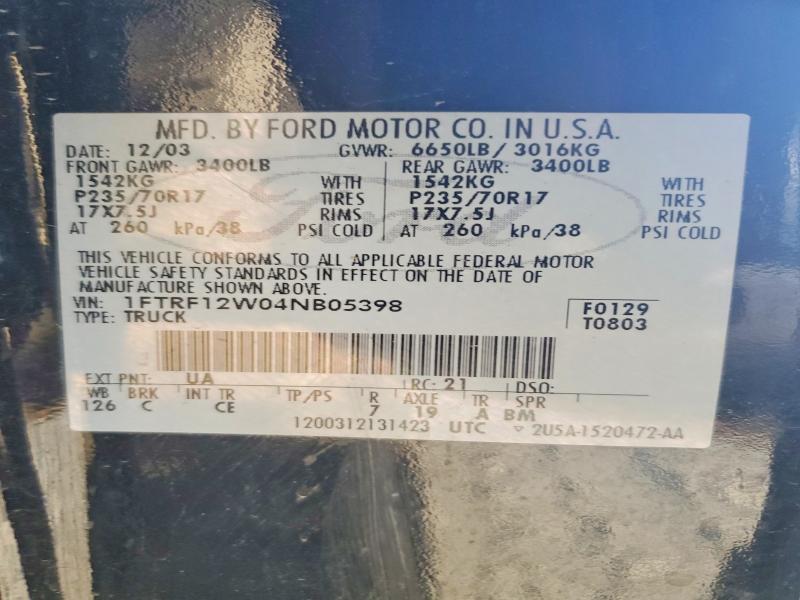 MFD. BY FORD MOTOR CO. IN U.S.A.
DATE: 12/03 GVWR: 6650LB/ 3016KG
FRONT GAWR: 3400LB REAR GAWR: 3400LB
1542KG WITH 1542KG WITH
P235/70R17 TIRES P235/70R17 TIRES
17X7.5J RIMS 17X7.5J RIMS
AT 260 kPa/38 PSI COLD AT 260 kPa/38 PSI COLD
THIS VEHICLE CONFORMS TO ALL APPLICABLE FEDERAL MOTOR
VEHICLE SAFETY STANDARDS IN EFFECT ON THE DATE OF
MANUFACTURE SHOWN ABOVE.
VIN: 1FTRF12W04NB05398 F0129
TYPE: TRUCK T0803
EXT PNT: UA RC: 21 DSO:
WB BRK INT TR TP/PS R AXLE TR SPR
126 C CE 7 19 A BM
1200312131423 UTC ▽ 2U5A-1520472-AA
Ford